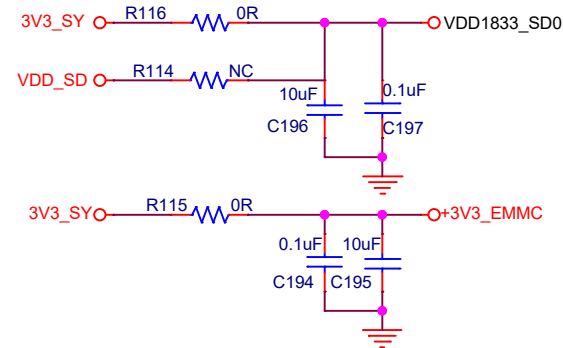 3V3_SY R116 0R VDD1833_SD0
VDD_SD R114 NC
10uF 0.1uF
C196 C197
3V3_SY R115 0R +3V3_EMMC
0.1uF 10uF
C194 C195